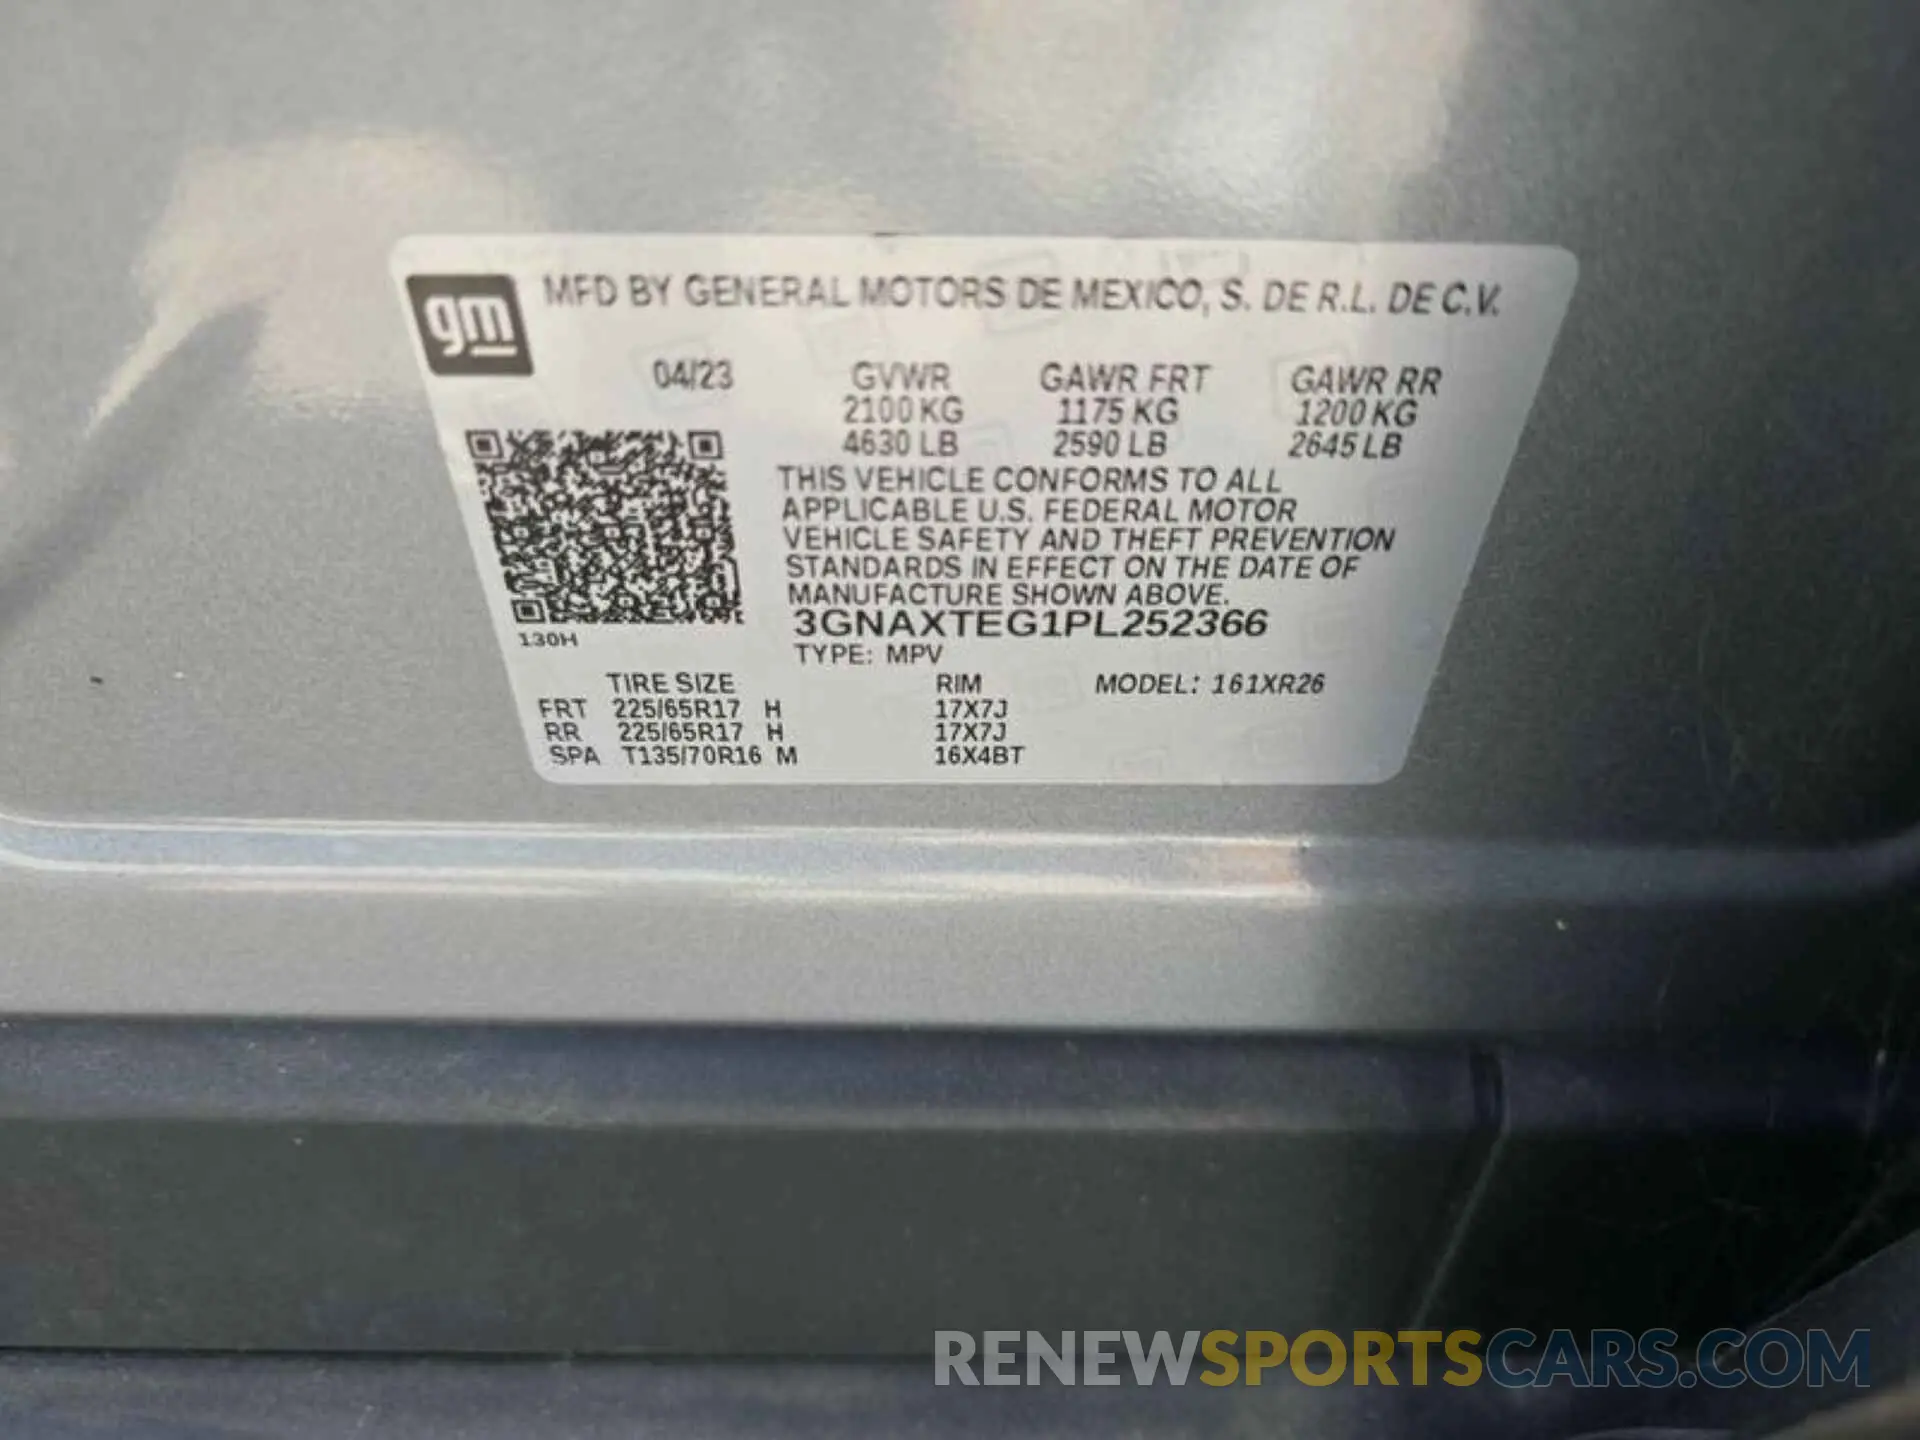 gm MFD BY GENERAL MOTORS DE MEXICO, S. DE R.L. DE C.V.
04/23 GVWR GAWR FRT GAWR RR
2100 KG 1175 KG 1200 KG
4630 LB 2590 LB 2645 LB
THIS VEHICLE CONFORMS TO ALL
APPLICABLE U.S. FEDERAL MOTOR
VEHICLE SAFETY AND THEFT PREVENTION
STANDARDS IN EFFECT ON THE DATE OF
MANUFACTURE SHOWN ABOVE.
3GNAXTEG1PL252366
130H
TYPE: MPV
TIRE SIZE RIM MODEL: 161XR26
FRT 225/65R17 H 17X7J
RR 225/65R17 H 17X7J
SPA T135/70R16 M 16X4BT
RENEWSPORTSCARS.COM